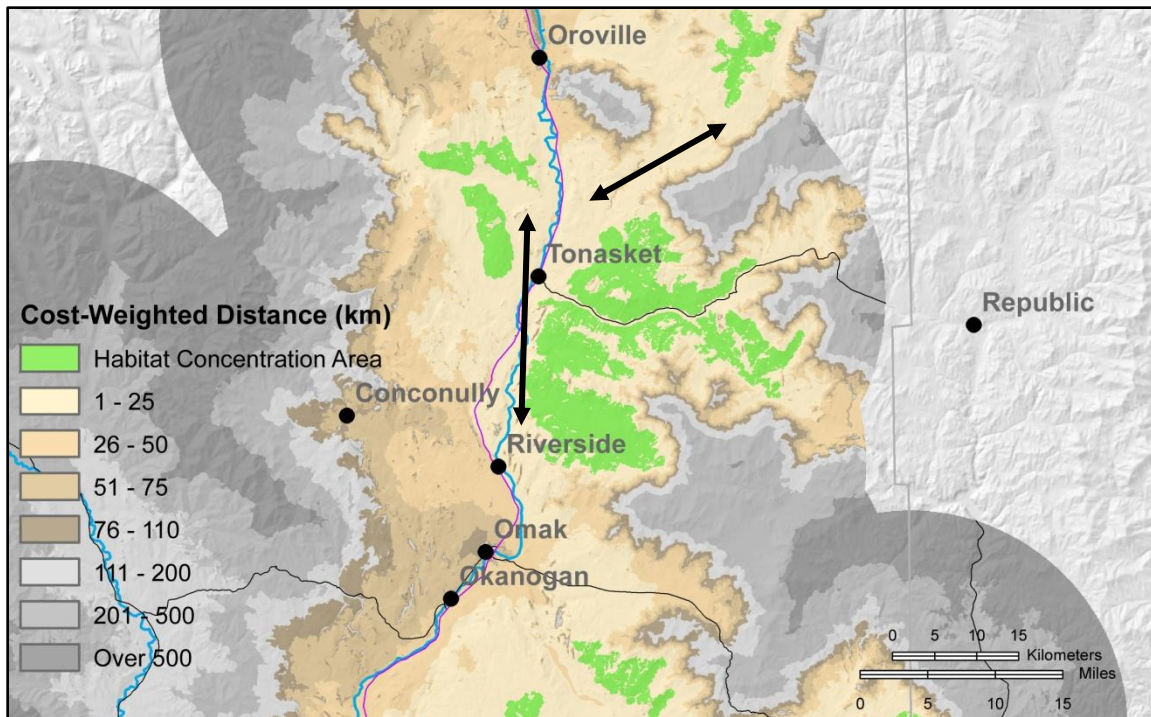 Oroville
Tonasket
Republic
Cost-Weighted Distance (km)
Habitat Concentration Area
1 - 25
Conconully
26 - 50
Riverside
51 - 75
76 - 110
Omak
111 - 200
Okanogan
201 - 500
Over 500
0 5 10 15
Kilometers
Miles
0 5 10 15